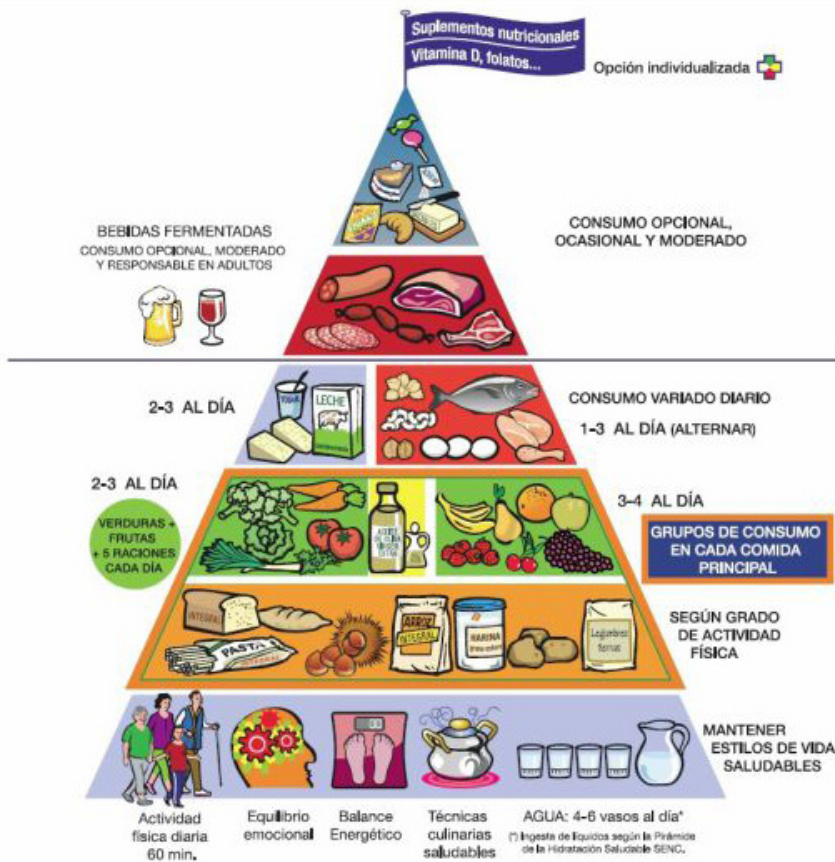 Suplementos nutricionales
Vitamina D, folatos...
Opción individualizada
BEBIDAS FERMENTADAS
CONSUMO OPCIONAL, MODERADO
Y RESPONSABLE EN ADULTOS
CONSUMO OPCIONAL,
OCASIONAL Y MODERADO
2-3 AL DÍA
YOGUR
LECHE
CONSUMO VARIADO DIARIO
1-3 AL DÍA (ALTERNAR)
2-3 AL DÍA
VERDURAS +
FRUTAS
+ 5 RACIONES
CADA DÍA
ACEITE
DE OLIVA
VIRGEN
EXTRA
3-4 AL DÍA
GRUPOS DE CONSUMO
EN CADA COMIDA
PRINCIPAL
INTEGRAL
PASTA
INTEGRAL
ARROZ
INTEGRAL
HARINA
Legumbres
tiernas
SEGÚN GRADO
DE ACTIVIDAD
FÍSICA
MANTENER
ESTILOS DE VIDA
SALUDABLES
Actividad
física diaria
60 min.
Equilibrio
emocional
Balance
Energético
Técnicas
culinarias
saludables
AGUA: 4-6 vasos al día*
(*) Ingesta de líquidos según la Pirámide
de la Hidratación Saludable SENC.